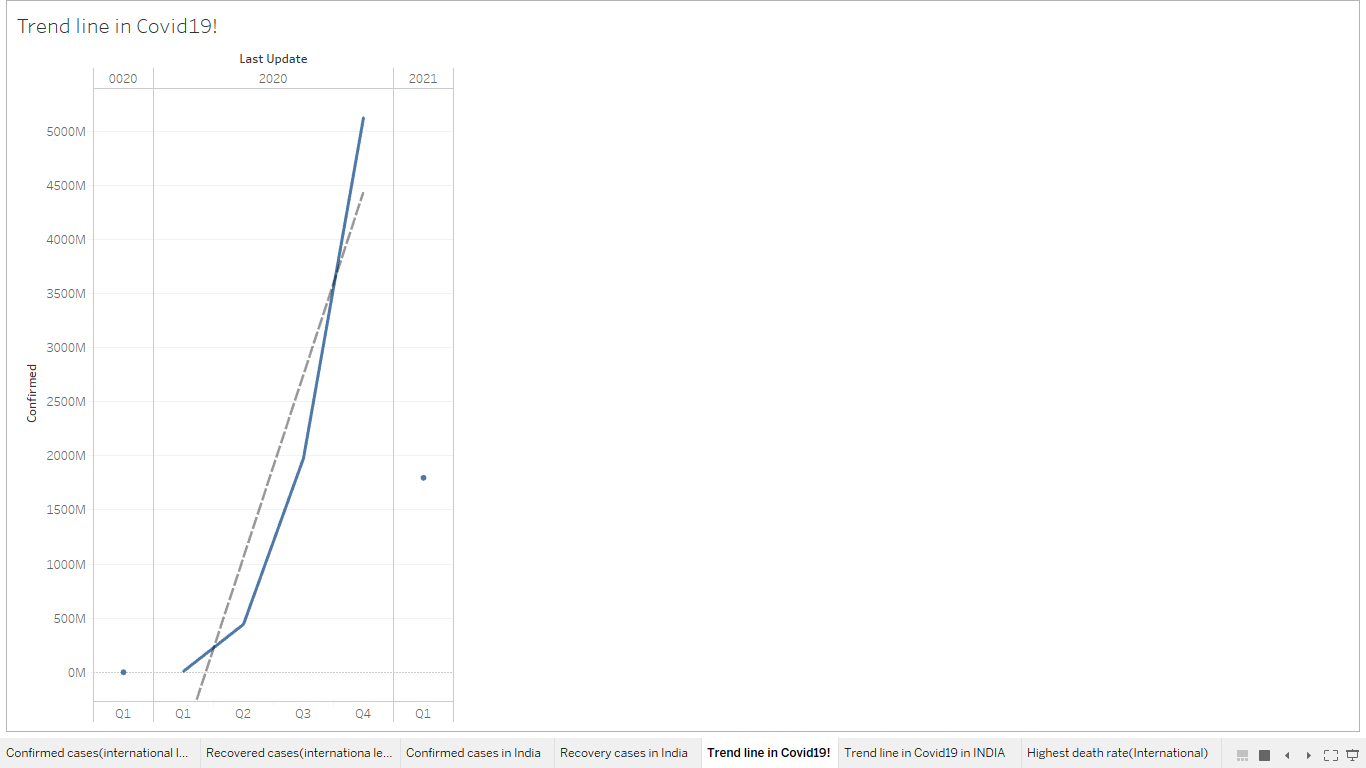 Trend line in Covid19!
Last Update
0020 2020 2021
5000M
4500M
4000M
3500M
3000M
2500M
2000M
1500M
1000M
500M
0M
Confirmed
Q1 Q1 Q2 Q3 Q4 Q1
Confirmed cases(international l... Recovered cases(internationa le... Confirmed cases in India Recovery cases in India Trend line in Covid19! Trend line in Covid19 in INDIA Highest death rate(International)